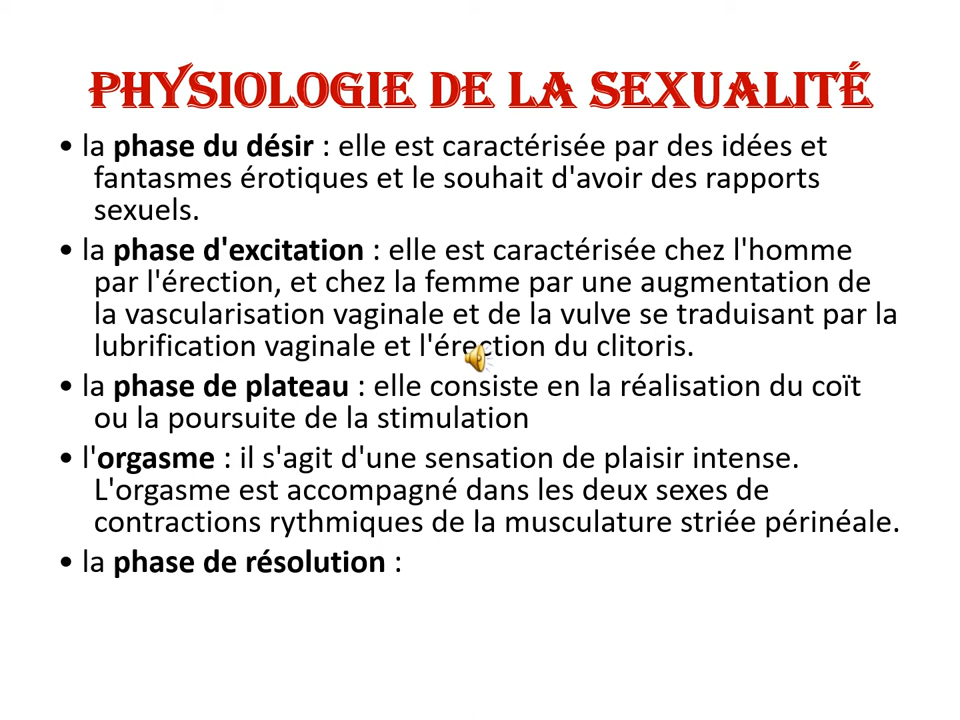 PHYSIOLOGIE DE LA SEXUALITÉ
• la phase du désir : elle est caractérisée par des idées et
fantasmes érotiques et le souhait d'avoir des rapports
sexuels.
• la phase d'excitation : elle est caractérisée chez l'homme
par l'érection, et chez la femme par une augmentation de
la vascularisation vaginale et de la vulve se traduisant par la
lubrification vaginale et l'érection du clitoris.
• la phase de plateau : elle consiste en la réalisation du coït
ou la poursuite de la stimulation
• l'orgasme : il s'agit d'une sensation de plaisir intense.
L'orgasme est accompagné dans les deux sexes de
contractions rythmiques de la musculature striée périnéale.
• la phase de résolution :